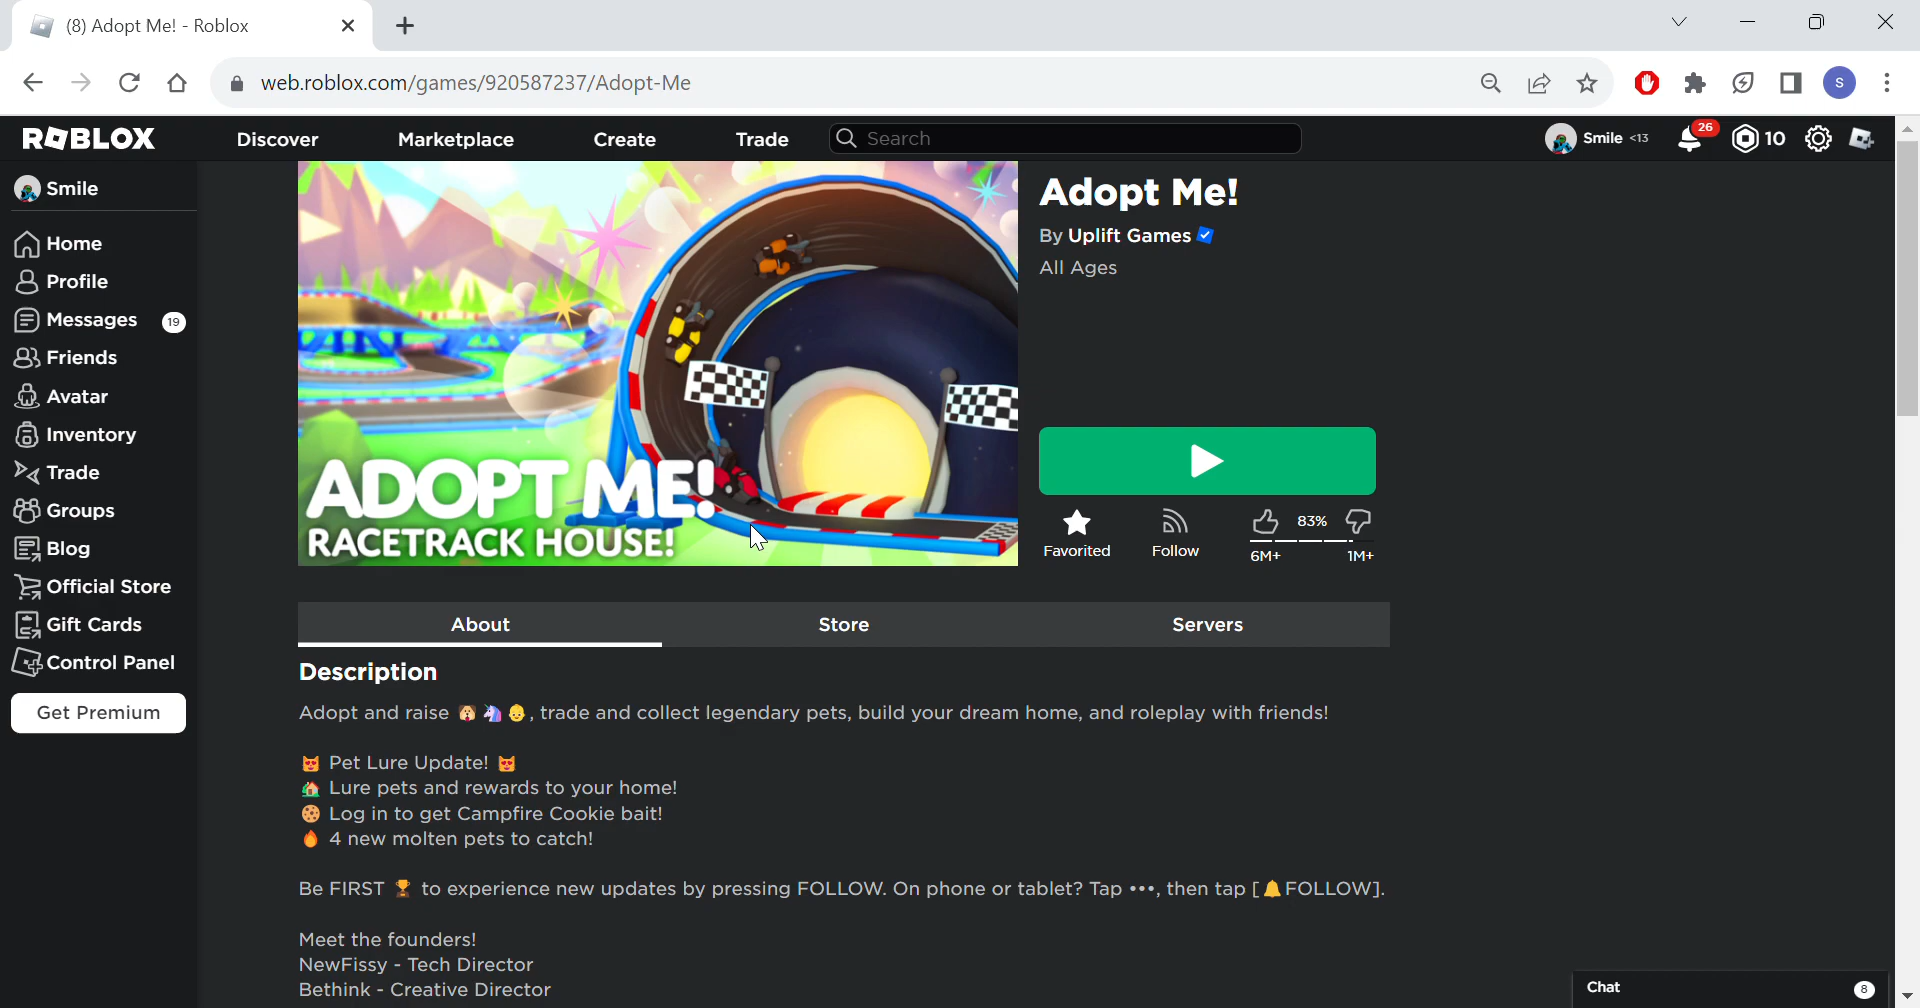 (8) Adopt Me! - Roblox
web.roblox.com/games/920587237/Adopt-Me
S
ROBLOX
Discover
Marketplace
Create
Trade
Search
Smile <13
26
10
Smile
Home
Profile
Messages 19
Friends
Avatar
Inventory
Trade
Groups
Blog
Official Store
Gift Cards
Control Panel
Get Premium
ADOPT ME!
RACETRACK HOUSE!
Adopt Me!
By Uplift Games
All Ages
Favorited
Follow
83%
6M+
1M+
About
Store
Servers
Description
Adopt and raise 🐶🦄👶, trade and collect legendary pets, build your dream home, and roleplay with friends!
😻 Pet Lure Update! 😻
🏡 Lure pets and rewards to your home!
🍪 Log in to get Campfire Cookie bait!
🔥 4 new molten pets to catch!
Be FIRST 🏆 to experience new updates by pressing FOLLOW. On phone or tablet? Tap •••, then tap [🔔FOLLOW].
Meet the founders!
NewFissy - Tech Director
Bethink - Creative Director
Chat
8